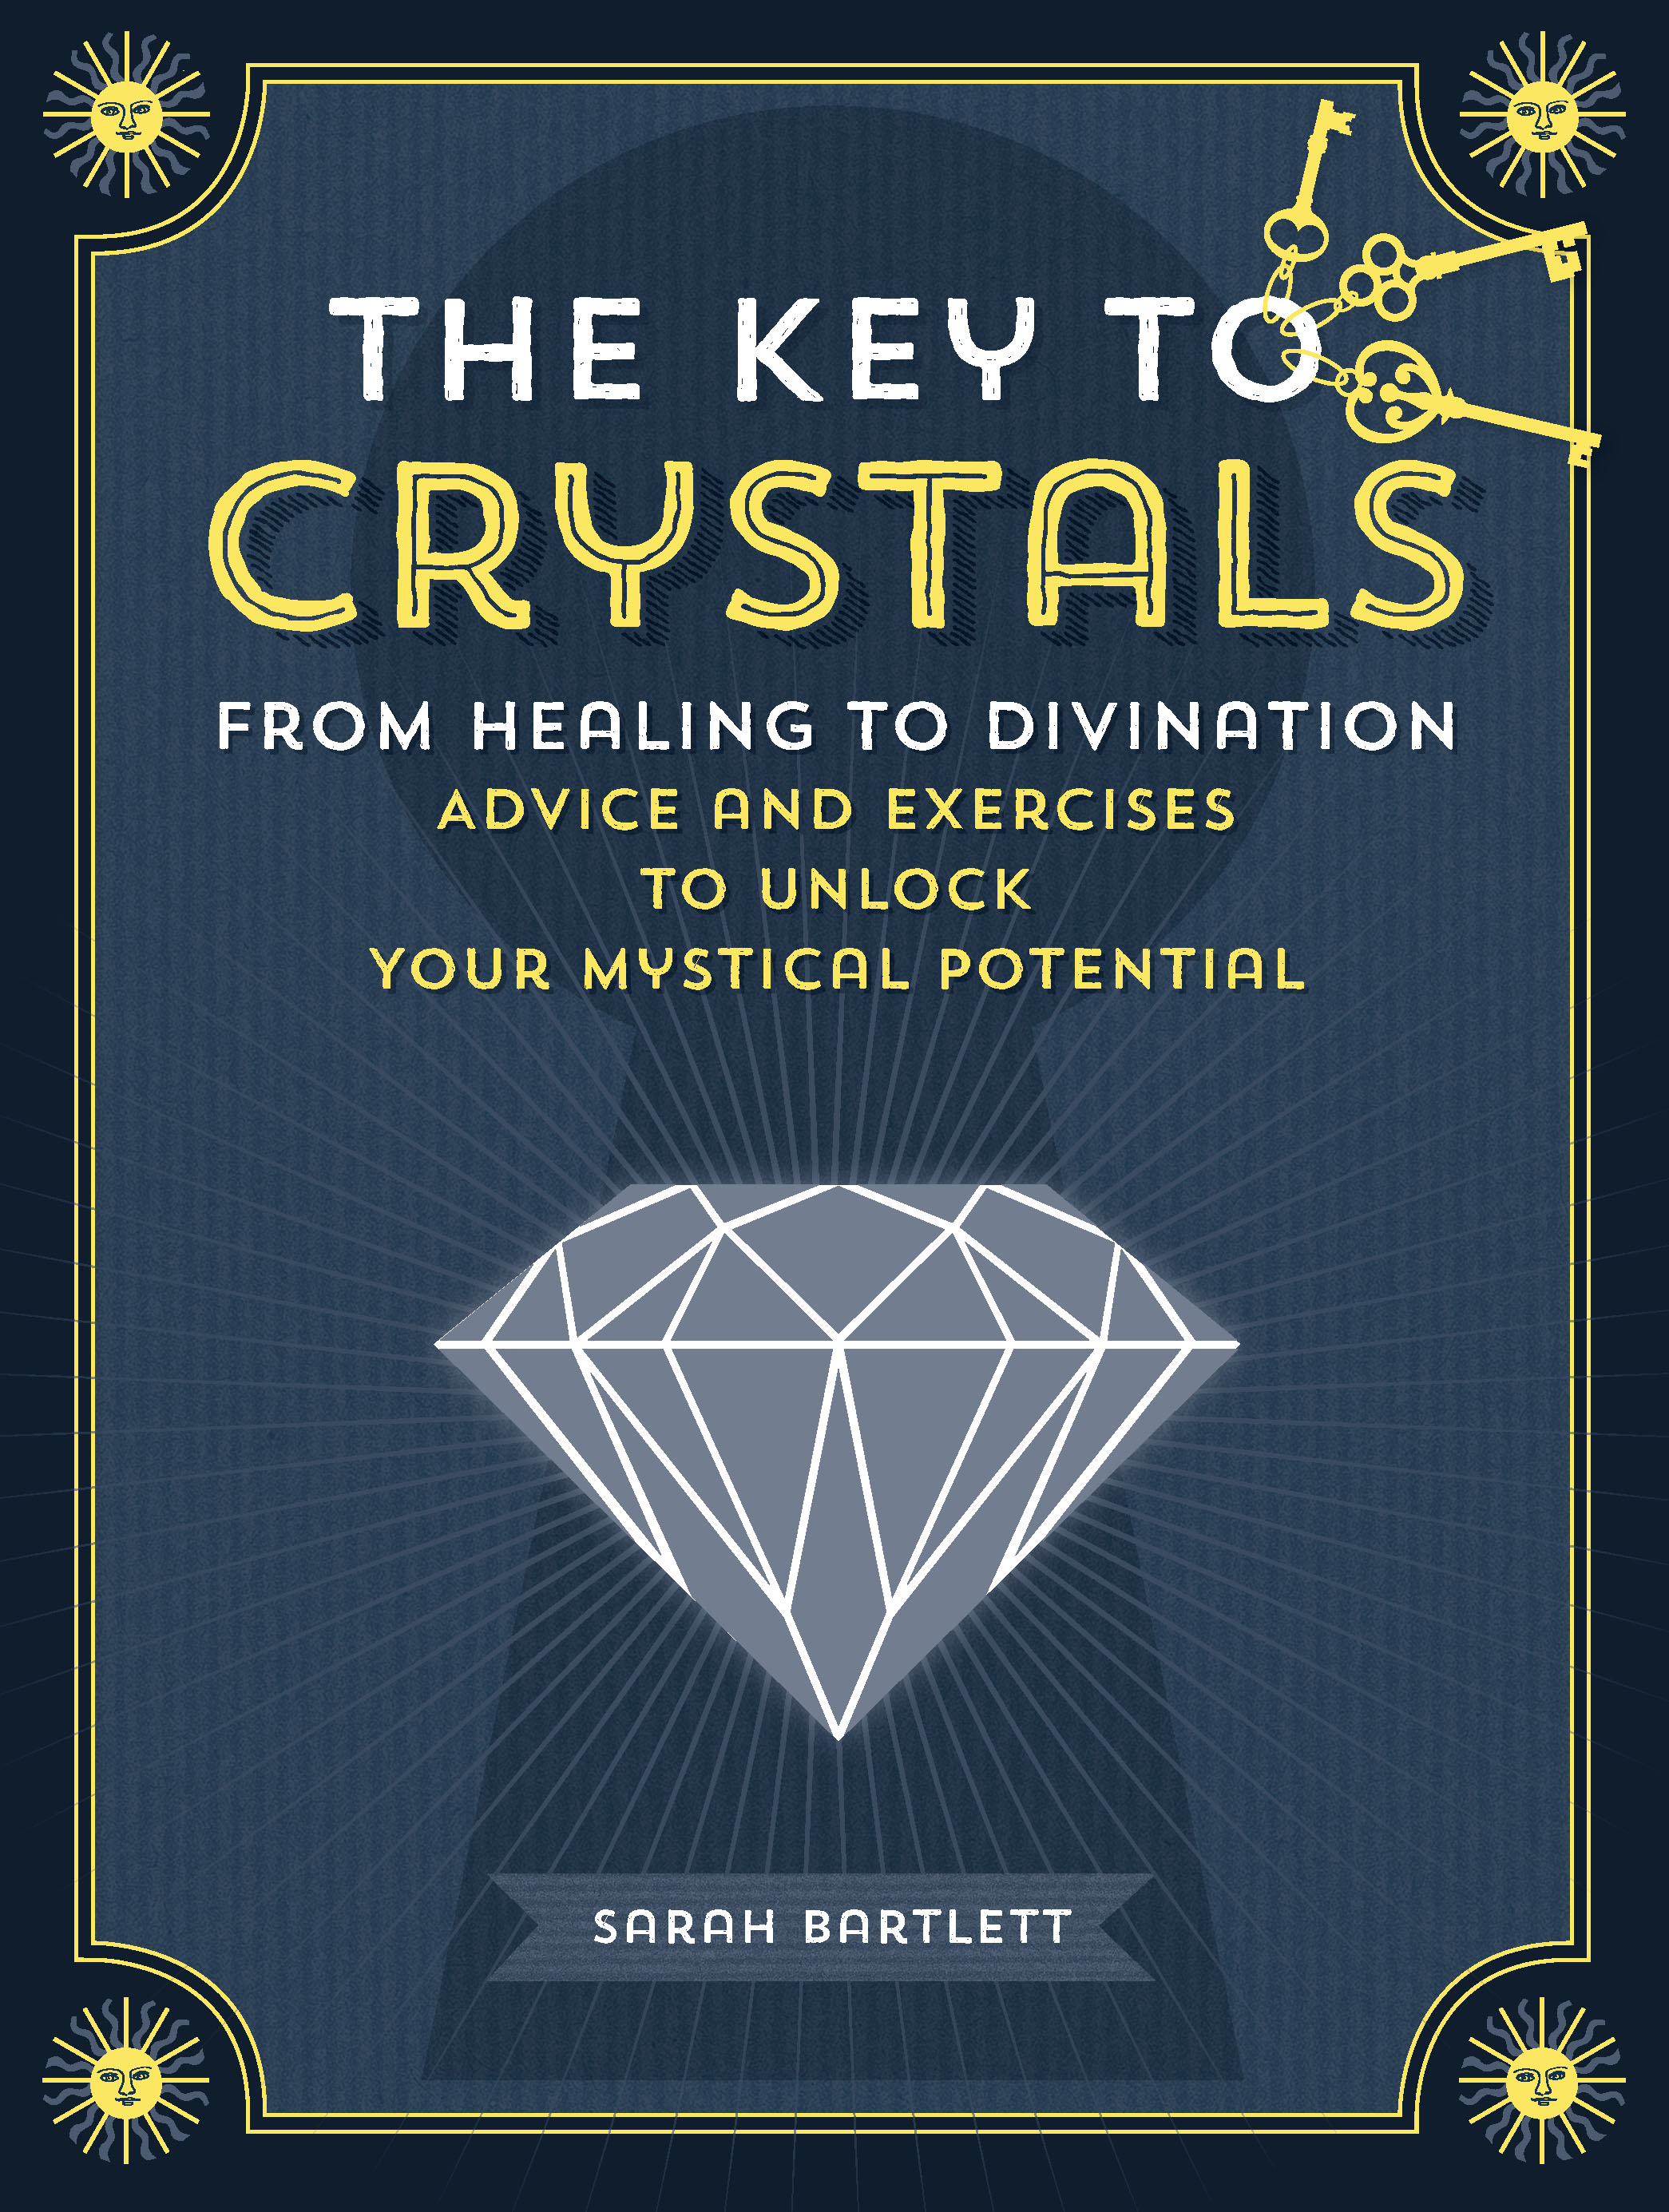 THE KEY TO
CRYSTALS
FROM HEALING TO DIVINATION
ADVICE AND EXERCISES
TO UNLOCK
YOUR MYSTICAL POTENTIAL
SARAH BARTLETT